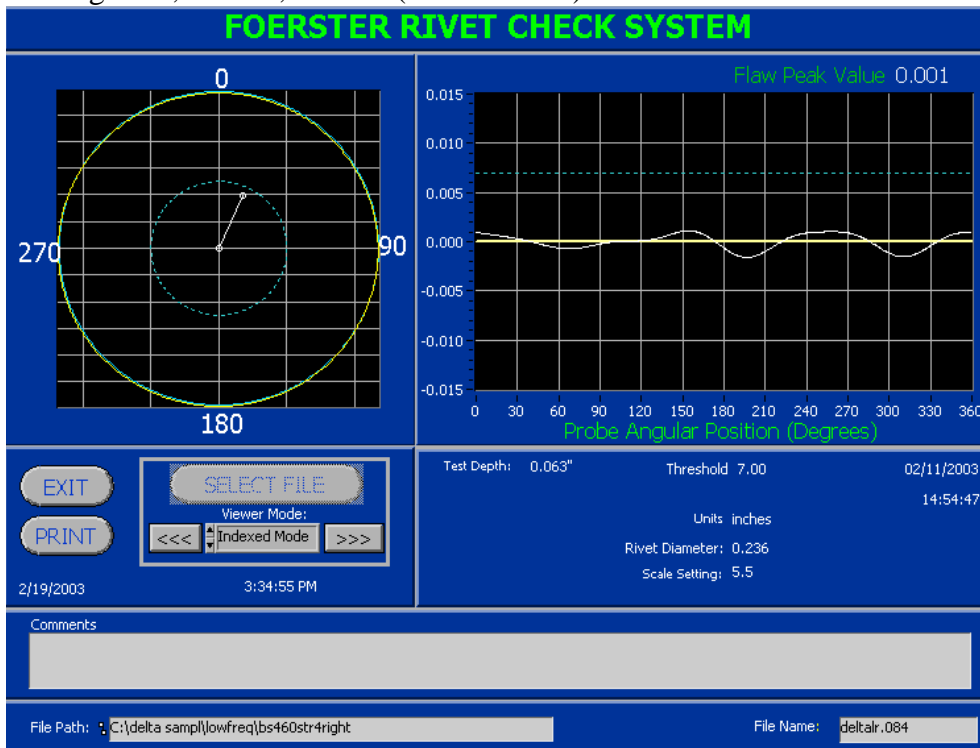 FOERSTER RIVET CHECK SYSTEM
0
270
90
180
Flaw Peak Value 0.001
0.015
0.010
0.005
0.000
-0.005
-0.010
-0.015
0 30 60 90 120 150 180 210 240 270 300 330 360
Probe Angular Position (Degrees)
EXIT
PRINT
SELECT FILE
Viewer Mode:
<<< Indexed Mode >>>
2/19/2003 3:34:55 PM
Test Depth: 0.063"
Threshold 7.00
02/11/2003
14:54:47
Units inches
Rivet Diameter: 0.236
Scale Setting: 5.5
Comments
File Path: C:\delta sampl\lowfreq\bs460str4right
File Name: deltalr.084